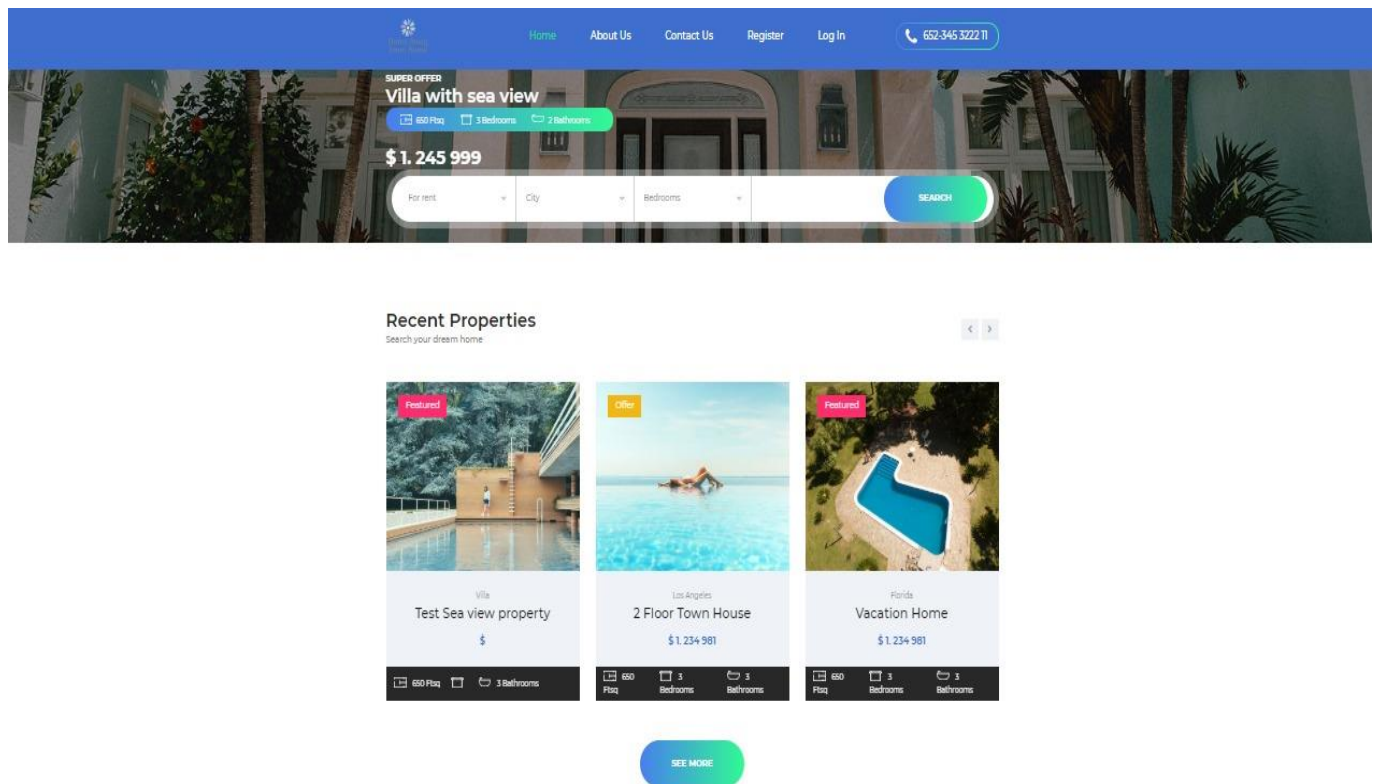 Home
About Us
Contact Us
Register
Log In
652-345 3222 11
SUPER OFFER
Villa with sea view
650 Ftsq 3 Bedrooms 2 Bathrooms
$ 1. 245 999
For rent
City
Bedrooms
SEARCH
Recent Properties
Search your dream home
Featured
Offer
Featured
Villa
Test Sea view property
$
650 Ftsq 3 Bathrooms
Los Angeles
2 Floor Town House
$ 1. 234 981
650 3 3
Ftsq Bedrooms Bathrooms
Florida
Vacation Home
$ 1. 234 981
650 3 3
Ftsq Bedrooms Bathrooms
SEE MORE